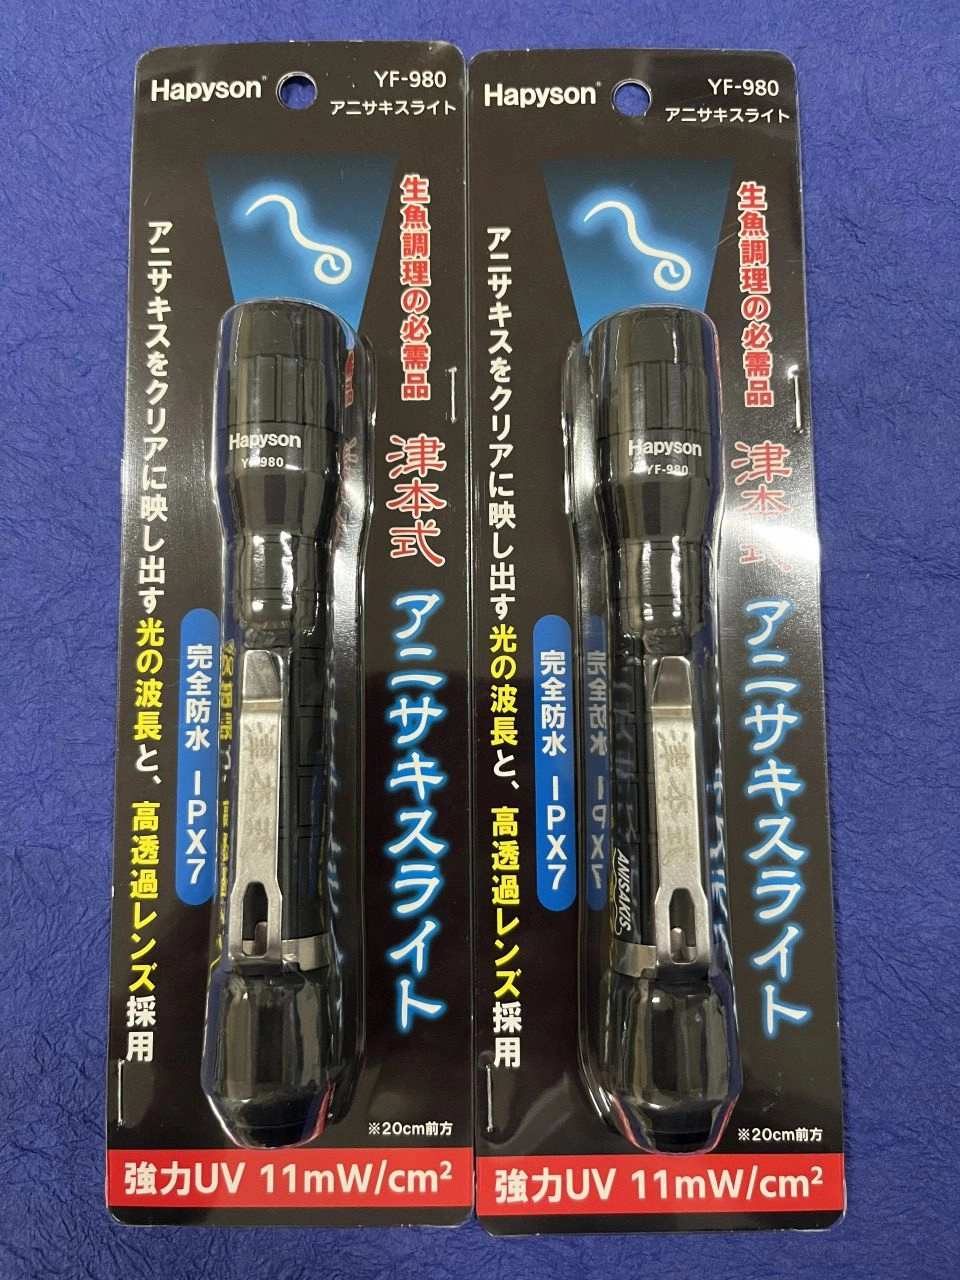 Hapyson
YF-980
アニサキスライト
生魚調理の必需品
津本式
アニサキスライト
アニサキスをクリアに映し出す光の波長と、高透過レンズ採用
完全防水 IPX7
Hapyson
YF-980
※20cm前方
強力UV 11mW/cm²
Hapyson
YF-980
アニサキスライト
生魚調理の必需品
津本式
アニサキスライト
アニサキスをクリアに映し出す光の波長と、高透過レンズ採用
完全防水 IPX7
Hapyson
YF-980
ANISAKIS
※20cm前方
強力UV 11mW/cm²